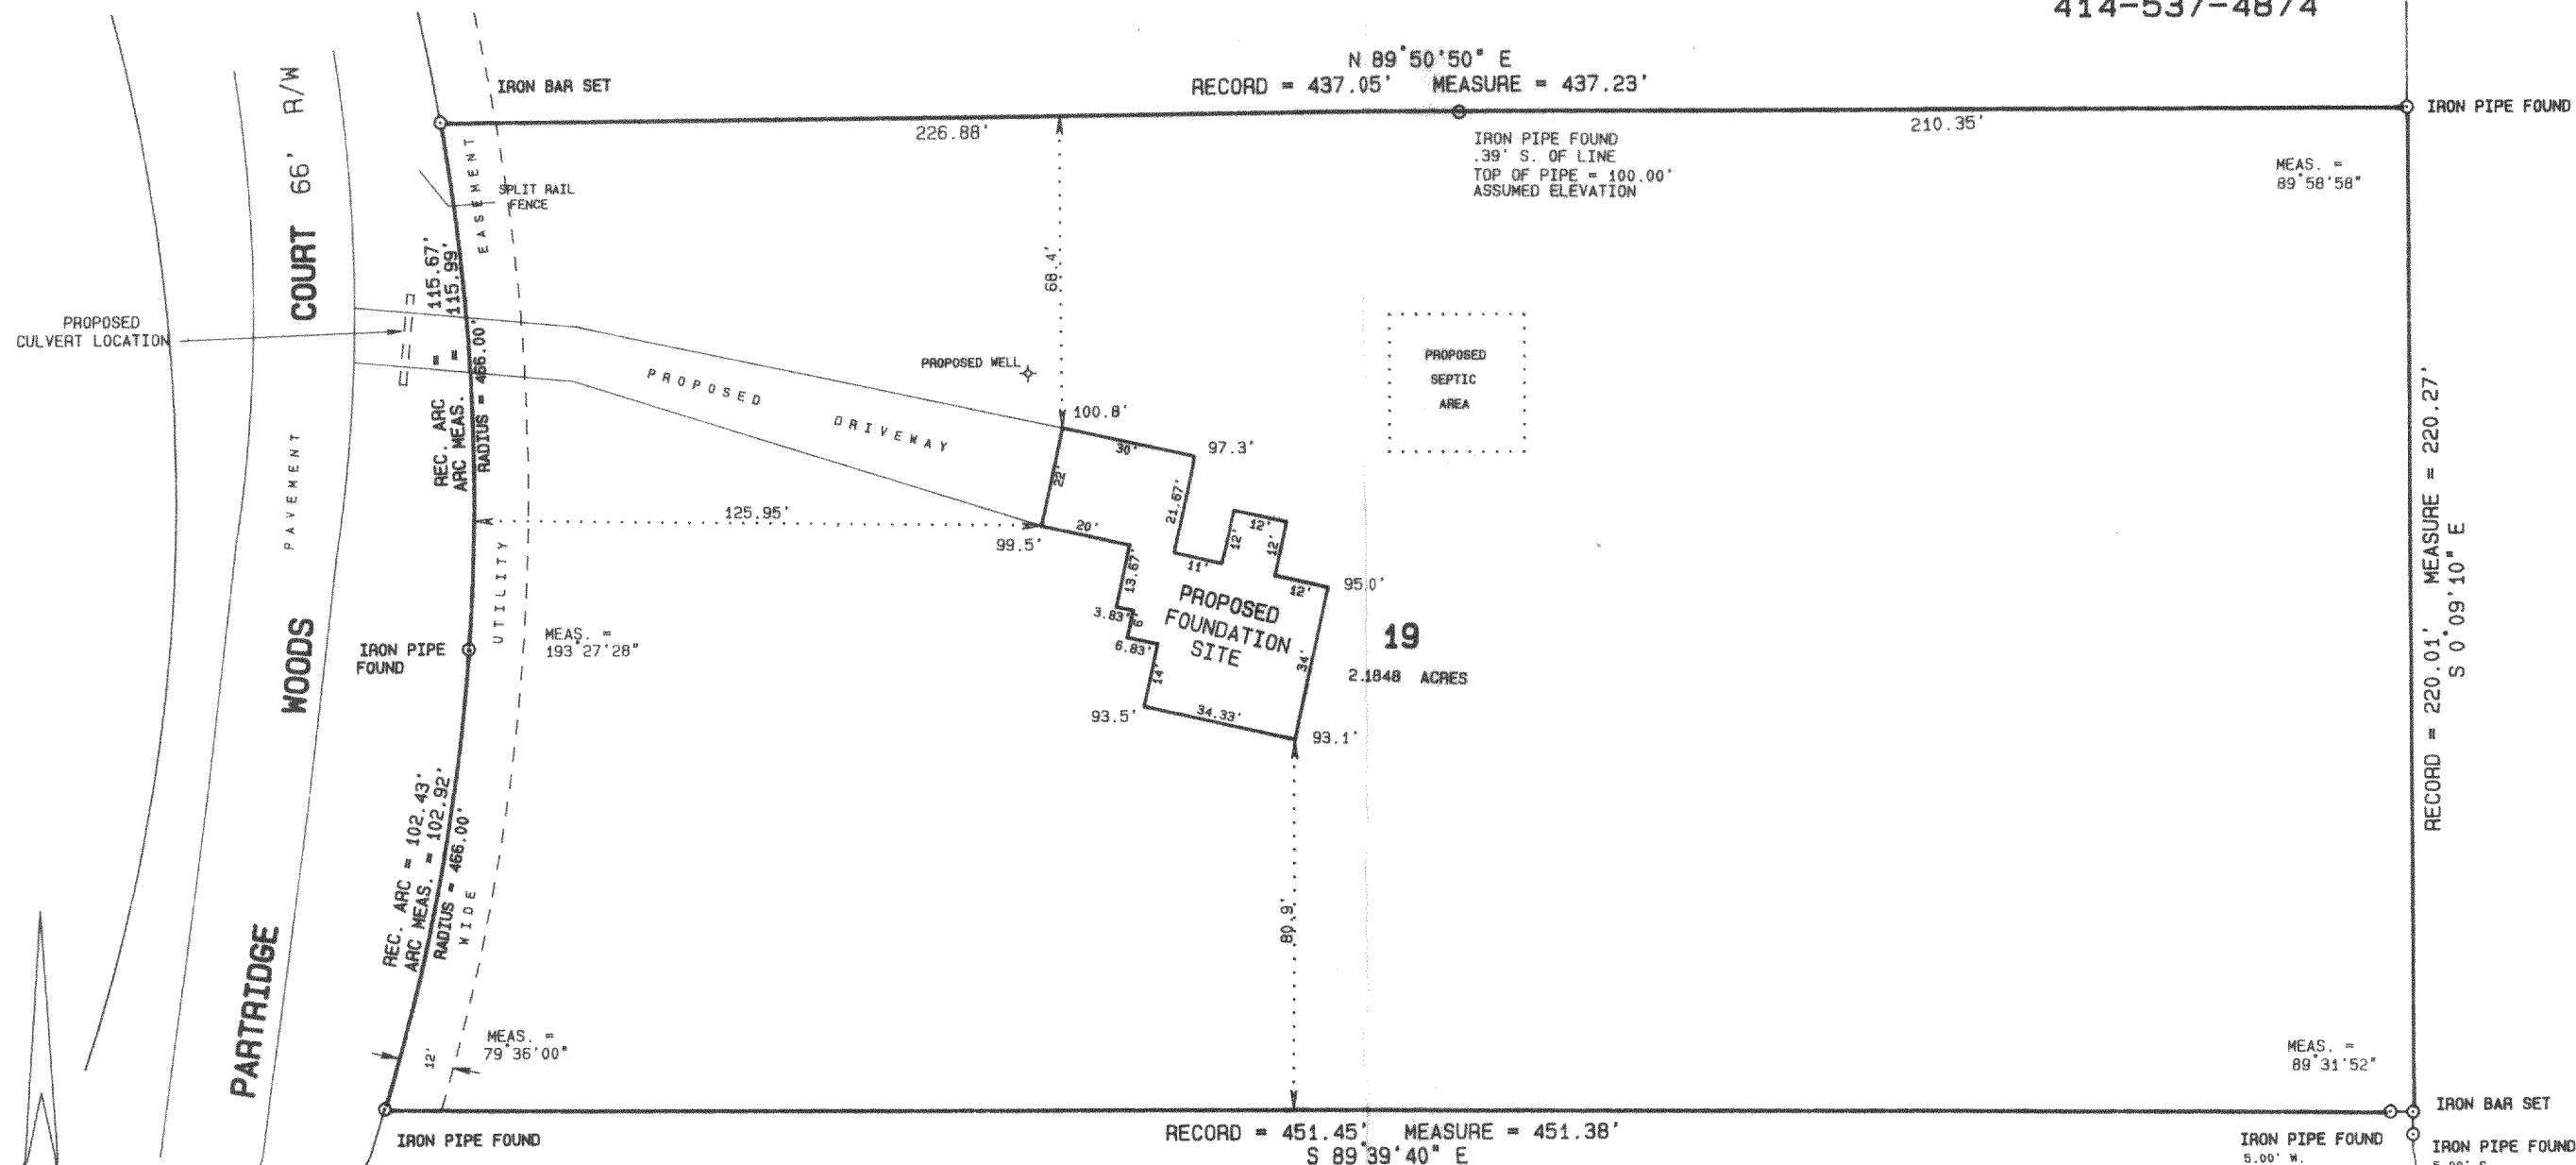 414-537-4874
N 89°50'50" E
RECORD = 437.05' MEASURE = 437.23'
IRON BAR SET
IRON PIPE FOUND
226.88'
210.35'
IRON PIPE FOUND
.39' S. OF LINE
TOP OF PIPE = 100.00'
ASSUMED ELEVATION
MEAS. =
89°58'58"
SPLIT RAIL
FENCE
EASEMENT
COURT 66' R/W
68.4'
REC. ARC = 115.67'
ARC MEAS. = 115.99'
RADIUS = 466.00'
PROPOSED
CULVERT LOCATION
PROPOSED WELL
PROPOSED
SEPTIC
AREA
PROPOSED DRIVEWAY
100.8'
30'
97.3'
22'
21.67'
PAVEMENT
125.95'
20'
99.5'
12'
12'
12'
11'
12'
95.0'
13.67'
3.83'
6'
6.83'
14'
PROPOSED
FOUNDATION
SITE
34'
19
2.1848 ACRES
93.5'
34.33'
93.1'
RECORD = 220.01' MEASURE = 220.27'
S 0°09'10" E
UTILITY
WOODS
IRON PIPE
FOUND
MEAS. =
193°27'28"
REC. ARC = 102.43'
ARC MEAS. = 102.92'
RADIUS = 466.00'
WIDE
80.9'
PARTRIDGE
12'
MEAS. =
79°36'00"
MEAS. =
89°31'52"
IRON BAR SET
IRON PIPE FOUND
RECORD = 451.45' MEASURE = 451.38'
S 89°39'40" E
IRON PIPE FOUND
5.00' W.
IRON PIPE FOUND